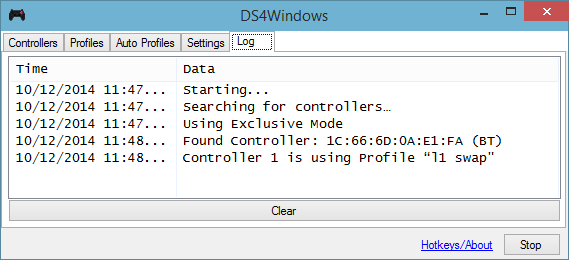 DS4Windows
Controllers Profiles Auto Profiles Settings Log
Time Data
10/12/2014 11:47... Starting...
10/12/2014 11:47... Searching for controllers…
10/12/2014 11:47... Using Exclusive Mode
10/12/2014 11:48... Found Controller: 1C:66:6D:0A:E1:FA (BT)
10/12/2014 11:48... Controller 1 is using Profile “l1 swap"
Clear
Hotkeys/About Stop